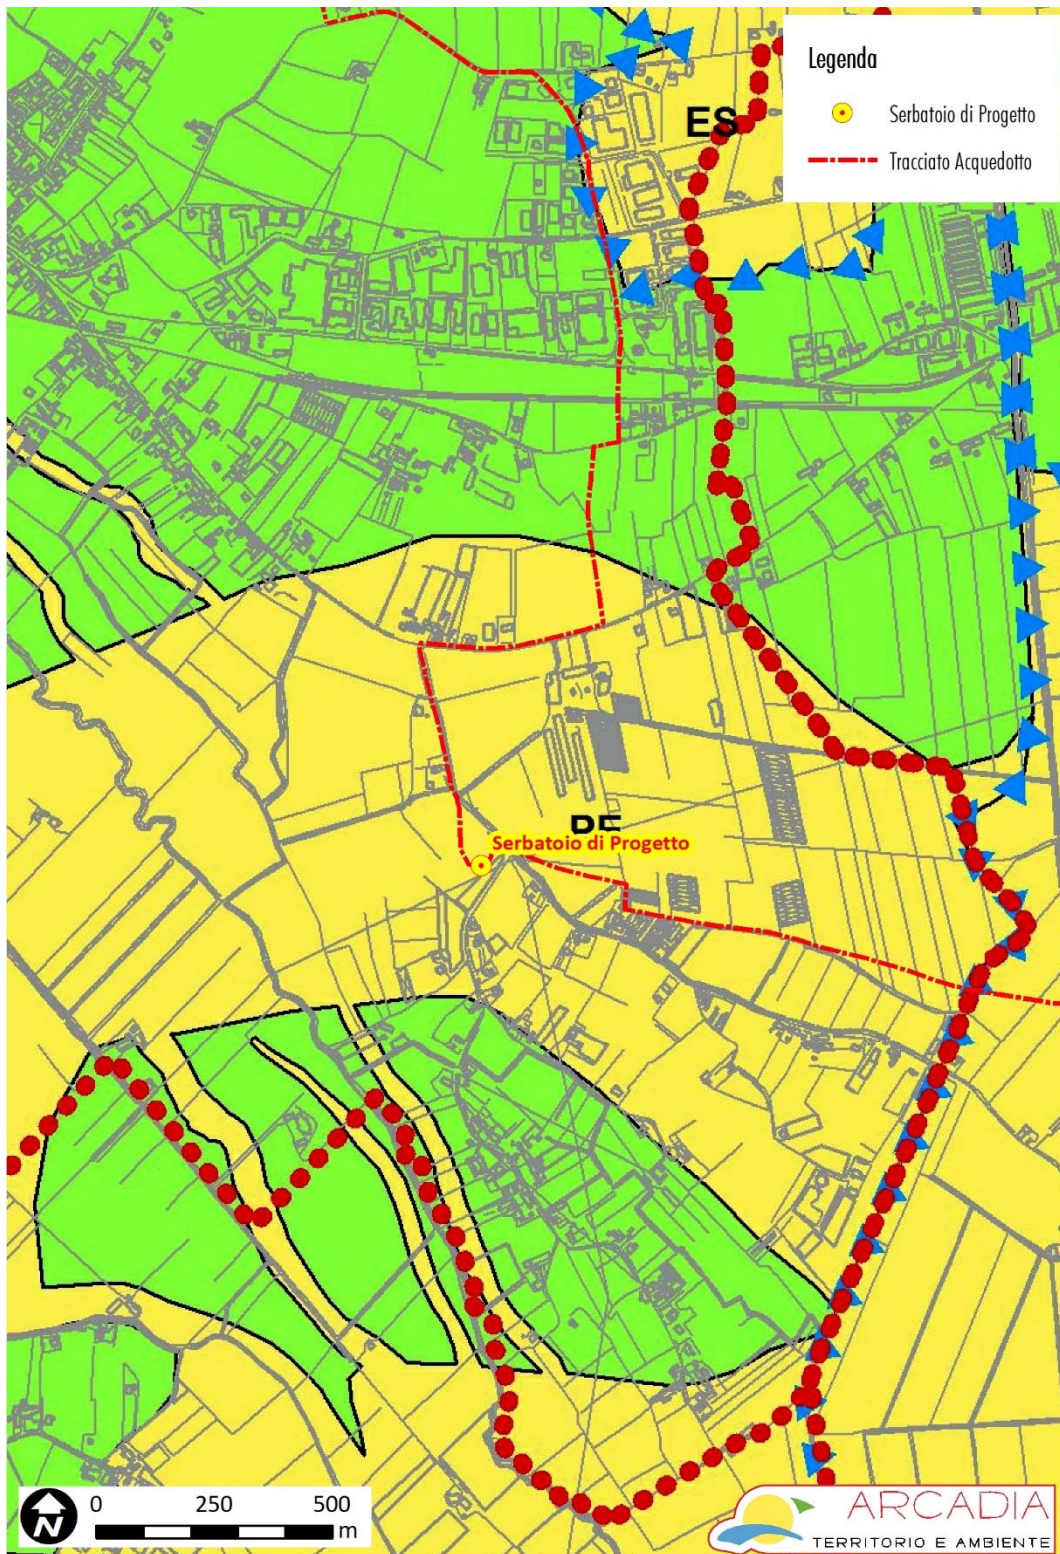 Legenda
Serbatoio di Progetto
Tracciato Acquedotto
ES
Serbatoio di Progetto
N
0 250 500
m
ARCADIA
TERRITORIO E AMBIENTE